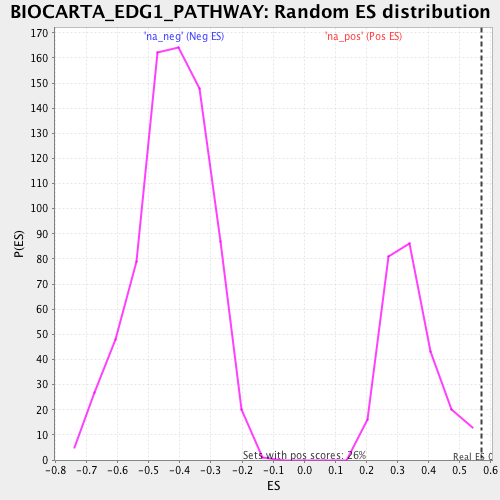 BIOCARTA_EDG1_PATHWAY: Random ES distribution
'na_neg' (Neg ES)
'na_pos' (Pos ES)
170
160
150
140
130
120
110
100
90
80
70
60
50
40
30
20
10
0
P(ES)
Sets with pos scores: 26%
Real ES 0
-0.8 -0.7 -0.6 -0.5 -0.4 -0.3 -0.2 -0.1 0.0 0.1 0.2 0.3 0.4 0.5 0.6
ES